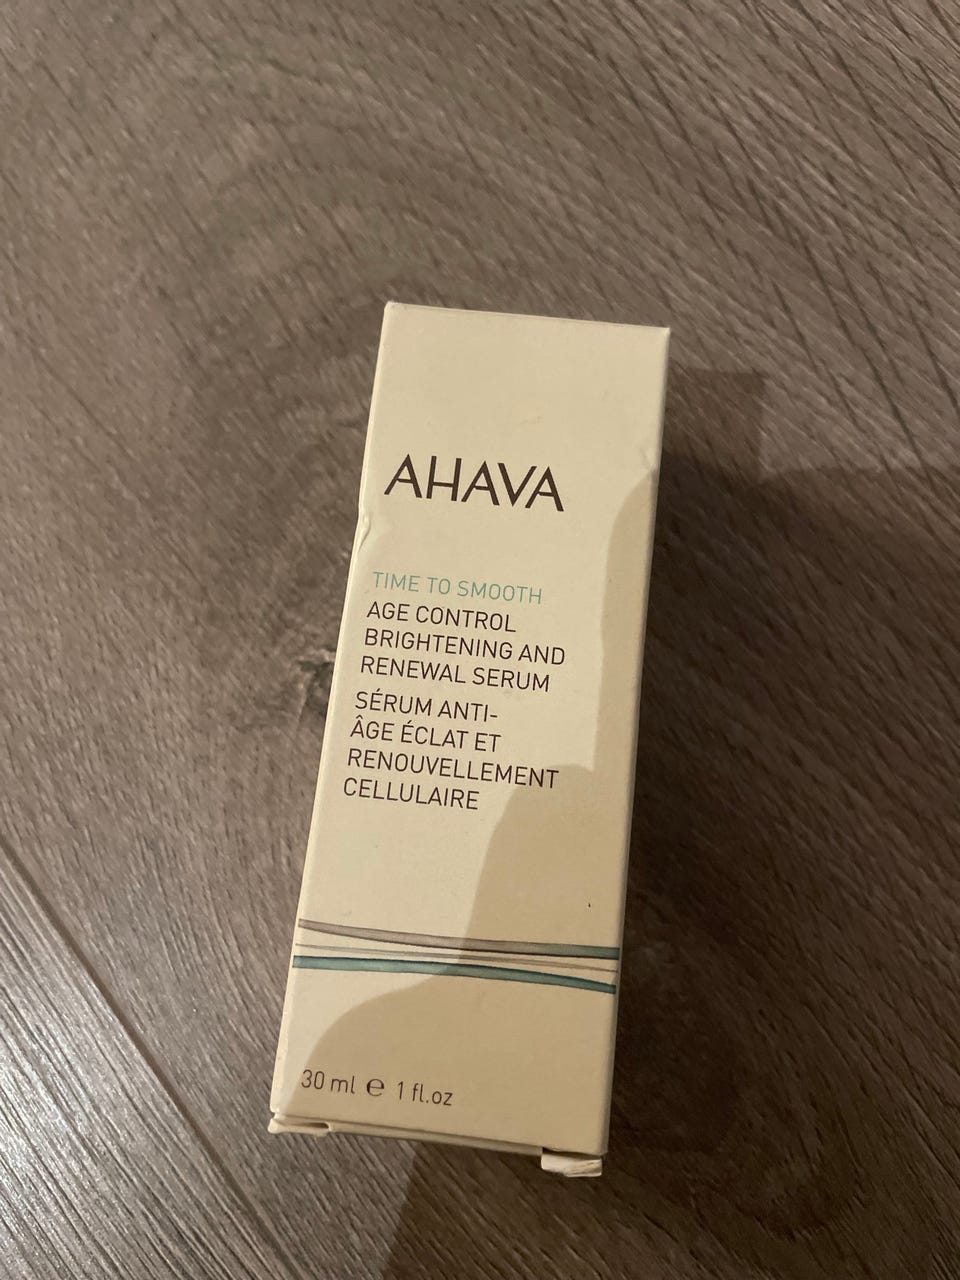 AHAVA
TIME TO SMOOTH
AGE CONTROL
BRIGHTENING AND
RENEWAL SERUM
SÉRUM ANTI-
ÂGE ÉCLAT ET
RENOUVELLEMENT
CELLULAIRE
30 ml ℮ 1 fl.oz